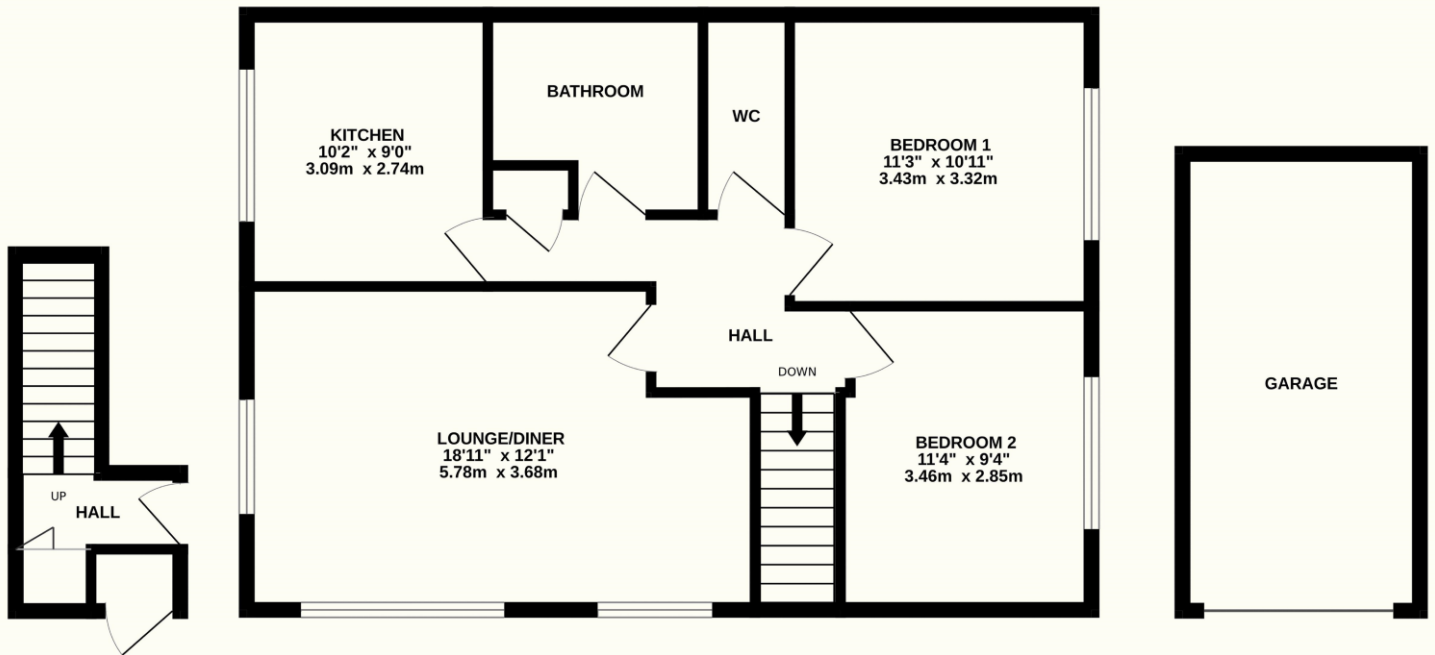 UP
HALL
KITCHEN
10'2" x 9'0"
3.09m x 2.74m
BATHROOM
WC
BEDROOM 1
11'3" x 10'11"
3.43m x 3.32m
HALL
DOWN
LOUNGE/DINER
18'11" x 12'1"
5.78m x 3.68m
BEDROOM 2
11'4" x 9'4"
3.46m x 2.85m
GARAGE